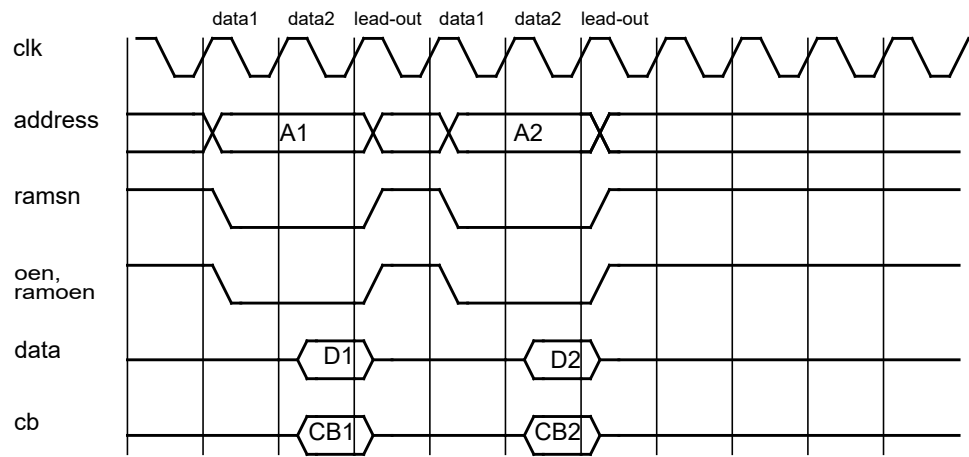 data1 data2 lead-out data1 data2 lead-out
clk
address A1 A2
ramsn
oen,
ramoen
data D1 D2
cb CB1 CB2